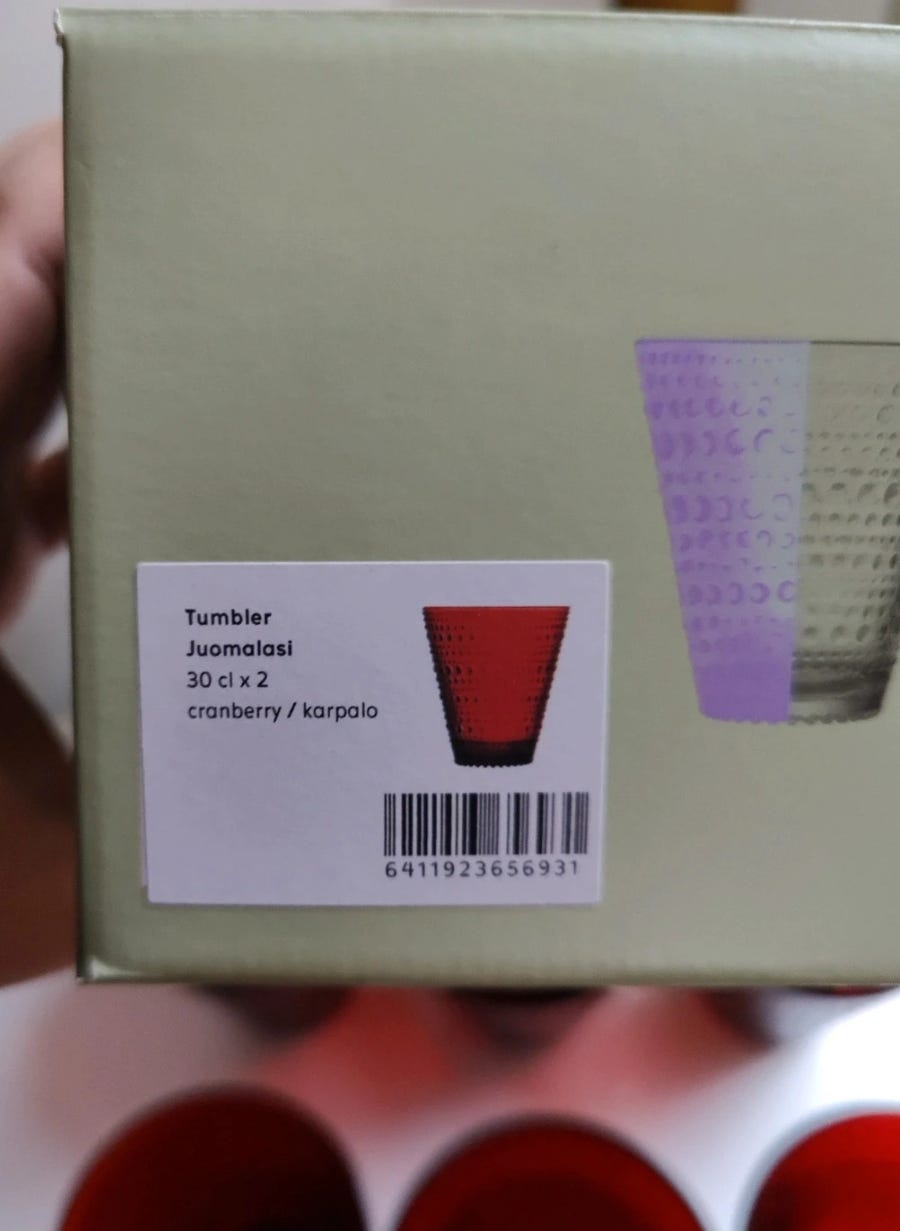 Tumbler
Juomalasi
30 cl x 2
cranberry / karpalo
6411923656931